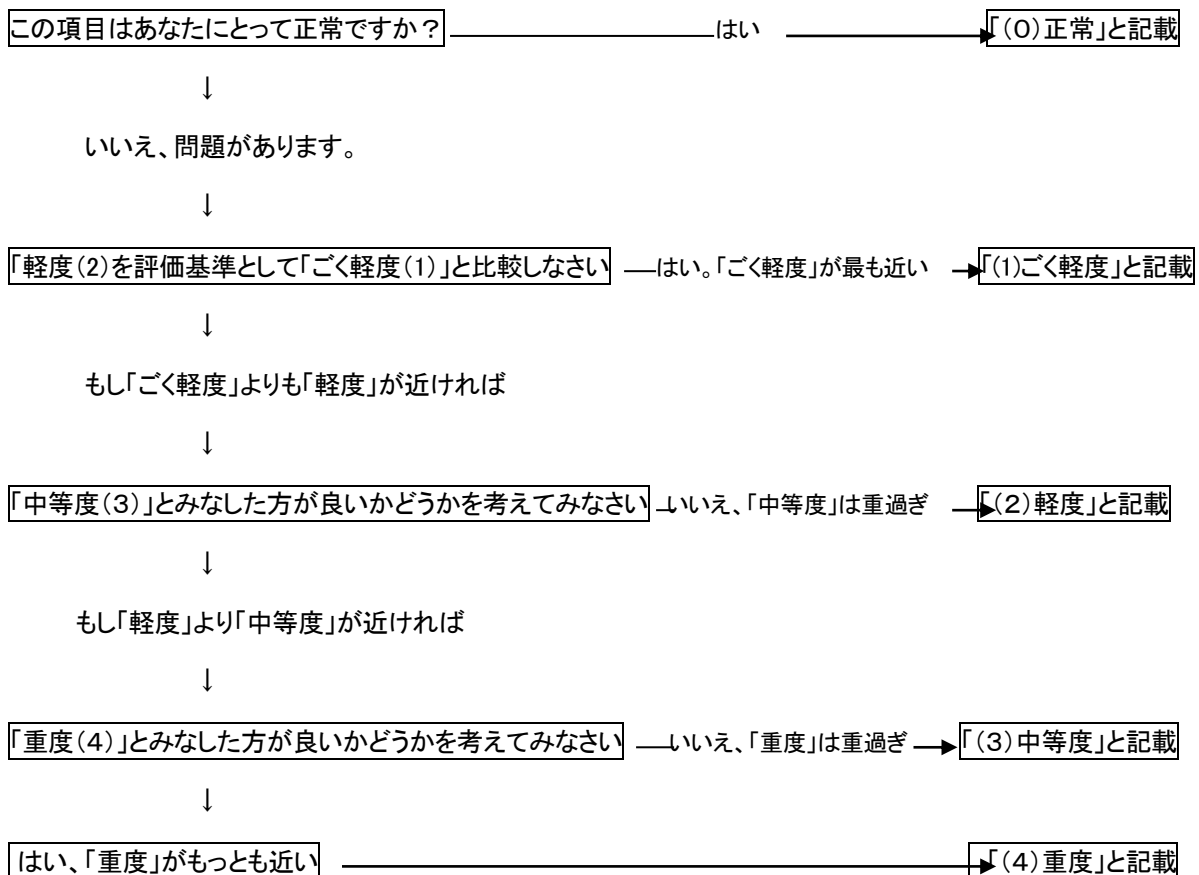 この項目はあなたにとって正常ですか? はい 「(0)正常」と記載
↓
いいえ、問題があります。
↓
「軽度(2)を評価基準として「ごく軽度(1)」と比較しなさい はい。「ごく軽度」が最も近い 「(1)ごく軽度」と記載
↓
もし「ごく軽度」よりも「軽度」が近ければ
↓
「中等度(3)」とみなした方が良いかどうかを考えてみなさい いいえ、「中等度」は重過ぎ 「(2)軽度」と記載
↓
もし「軽度」より「中等度」が近ければ
↓
「重度(4)」とみなした方が良いかどうかを考えてみなさい いいえ、「重度」は重過ぎ 「(3)中等度」と記載
↓
はい、「重度」がもっとも近い 「(4)重度」と記載